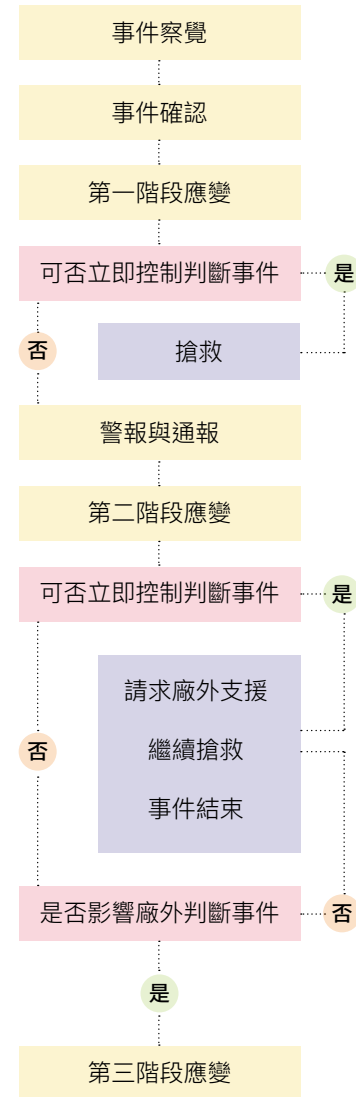 事件察覺
事件確認
第一階段應變
可否立即控制判斷事件
是
否
搶救
警報與通報
第二階段應變
可否立即控制判斷事件
是
請求廠外支援
否
繼續搶救
事件結束
是否影響廠外判斷事件
否
是
第三階段應變